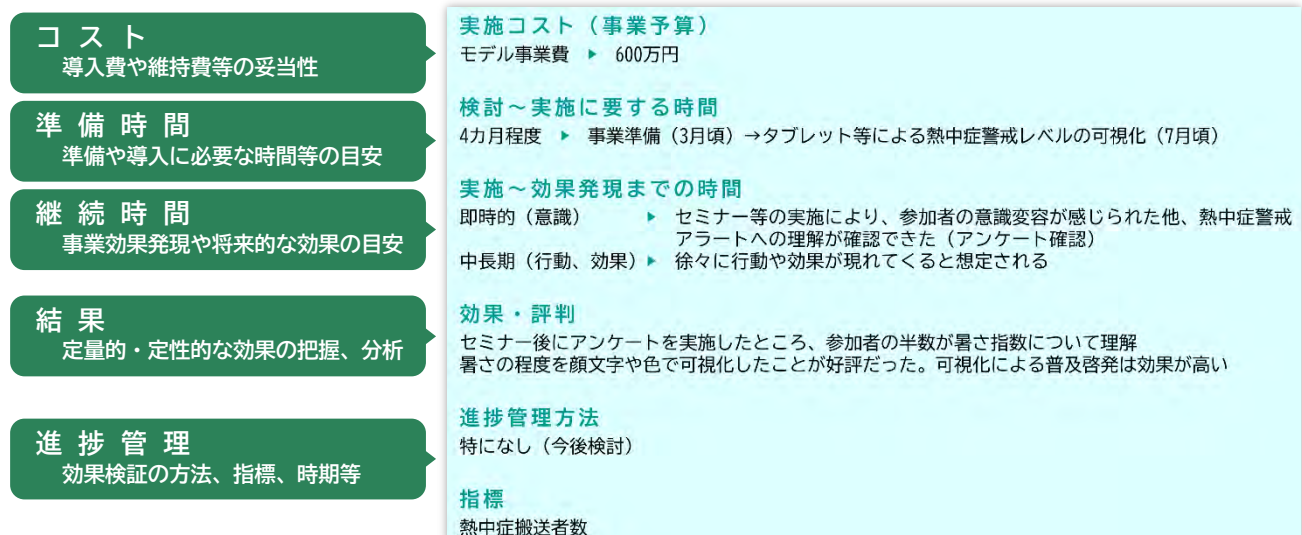 コスト
導入費や維持費等の妥当性
実施コスト（事業予算）
モデル事業費 ▶ 600万円
準備時間
準備や導入に必要な時間等の目安
検討～実施に要する時間
4カ月程度 ▶ 事業準備（3月頃）→タブレット等による熱中症警戒レベルの可視化（7月頃）
継続時間
事業効果発現や将来的な効果の目安
実施～効果発現までの時間
即時的（意識） ▶ セミナー等の実施により、参加者の意識変容が感じられた他、熱中症警戒
アラートへの理解が確認できた（アンケート確認）
中長期（行動、効果）▶ 徐々に行動や効果が現れてくると想定される
結果
定量的・定性的な効果の把握、分析
効果・評判
セミナー後にアンケートを実施したところ、参加者の半数が暑さ指数について理解
暑さの程度を顔文字や色で可視化したことが好評だった。可視化による普及啓発は効果が高い
進捗管理
効果検証の方法、指標、時期等
進捗管理方法
特になし（今後検討）
指標
熱中症搬送者数